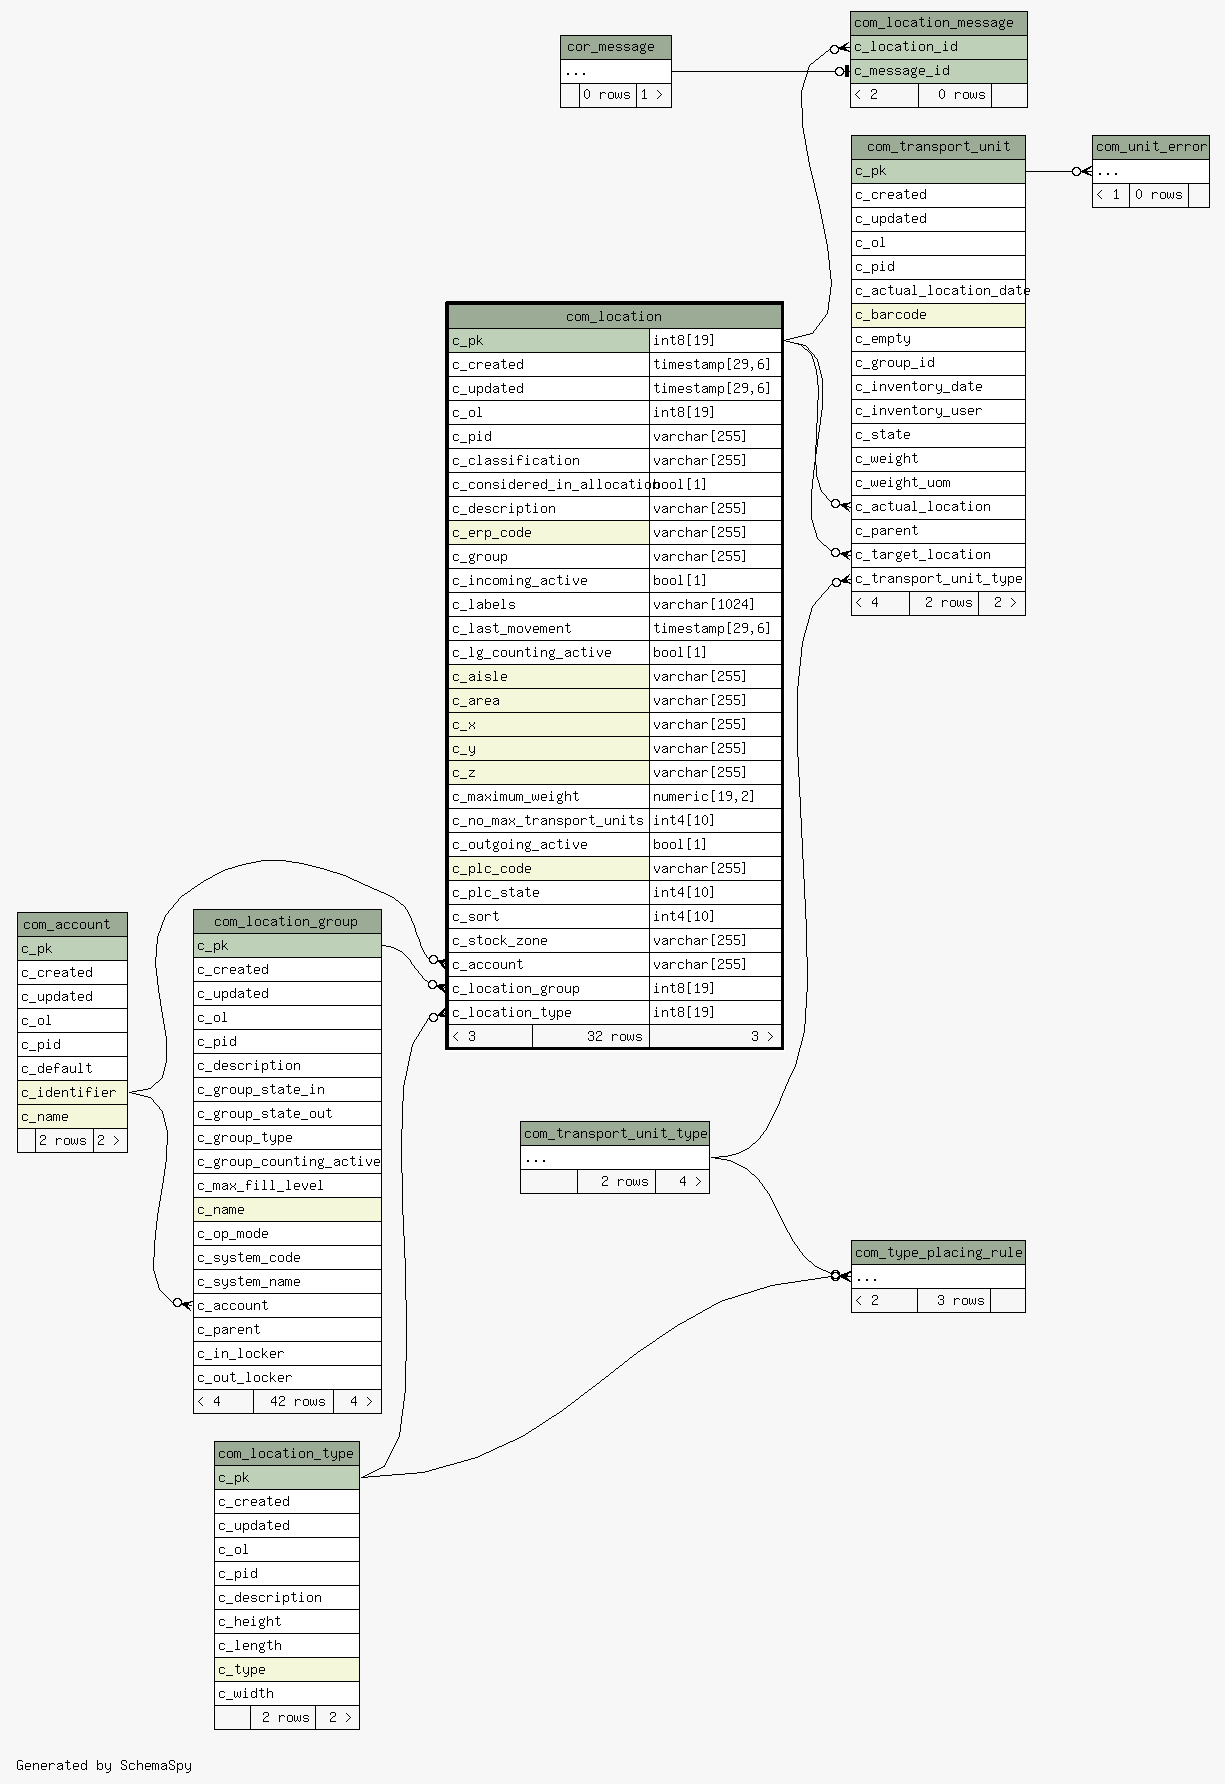 com_location_message
c_location_id
c_message_id
< 2 0 rows
cor_message
...
0 rows 1 >
com_transport_unit
c_pk
c_created
c_updated
c_ol
c_pid
c_actual_location_date
c_barcode
c_empty
c_group_id
c_inventory_date
c_inventory_user
c_state
c_weight
c_weight_uom
c_actual_location
c_parent
c_target_location
c_transport_unit_type
< 4 2 rows 2 >
com_unit_error
...
< 1 0 rows
com_location
c_pk int8[19]
c_created timestamp[29,6]
c_updated timestamp[29,6]
c_ol int8[19]
c_pid varchar[255]
c_classification varchar[255]
c_considered_in_allocation bool[1]
c_description varchar[255]
c_erp_code varchar[255]
c_group varchar[255]
c_incoming_active bool[1]
c_labels varchar[1024]
c_last_movement timestamp[29,6]
c_lg_counting_active bool[1]
c_aisle varchar[255]
c_area varchar[255]
c_x varchar[255]
c_y varchar[255]
c_z varchar[255]
c_maximum_weight numeric[19,2]
c_no_max_transport_units int4[10]
c_outgoing_active bool[1]
c_plc_code varchar[255]
c_plc_state int4[10]
c_sort int4[10]
c_stock_zone varchar[255]
c_account varchar[255]
c_location_group int8[19]
c_location_type int8[19]
< 3 32 rows 3 >
com_account
c_pk
c_created
c_updated
c_ol
c_pid
c_default
c_identifier
c_name
2 rows 2 >
com_location_group
c_pk
c_created
c_updated
c_ol
c_pid
c_description
c_group_state_in
c_group_state_out
c_group_type
c_group_counting_active
c_max_fill_level
c_name
c_op_mode
c_system_code
c_system_name
c_account
c_parent
c_in_locker
c_out_locker
< 4 42 rows 4 >
com_transport_unit_type
...
2 rows 4 >
com_type_placing_rule
...
< 2 3 rows
com_location_type
c_pk
c_created
c_updated
c_ol
c_pid
c_description
c_height
c_length
c_type
c_width
2 rows 2 >
Generated by SchemaSpy